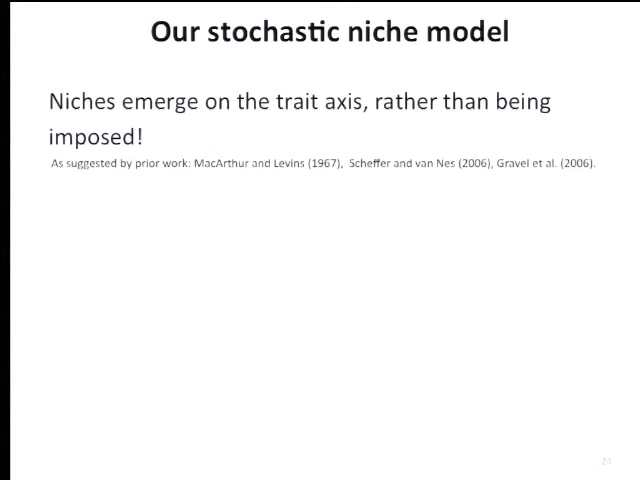 Our stochastic niche model
Niches emerge on the trait axis, rather than being
imposed!
As suggested by prior work: MacArthur and Levins (1967), Scheffer and van Nes (2006), Gravel et al. (2006).
24